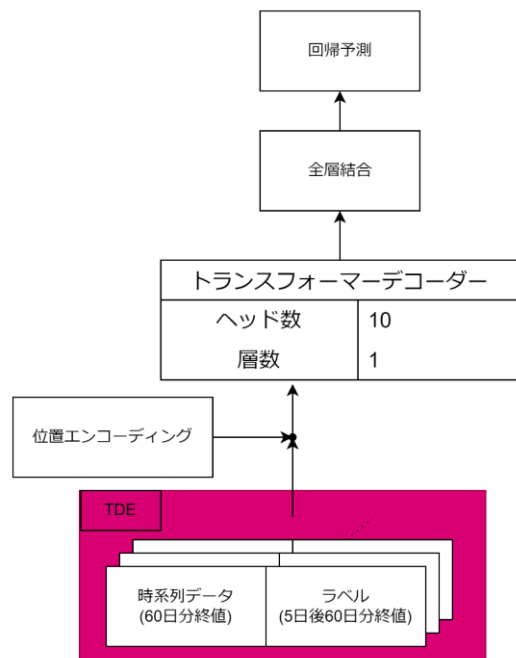 回帰予測
全層結合
トランスフォーマーデコーダー
ヘッド数 10
層数 1
位置エンコーディング
TDE
時系列データ
(60日分終値)
ラベル
(5日後60日分終値)